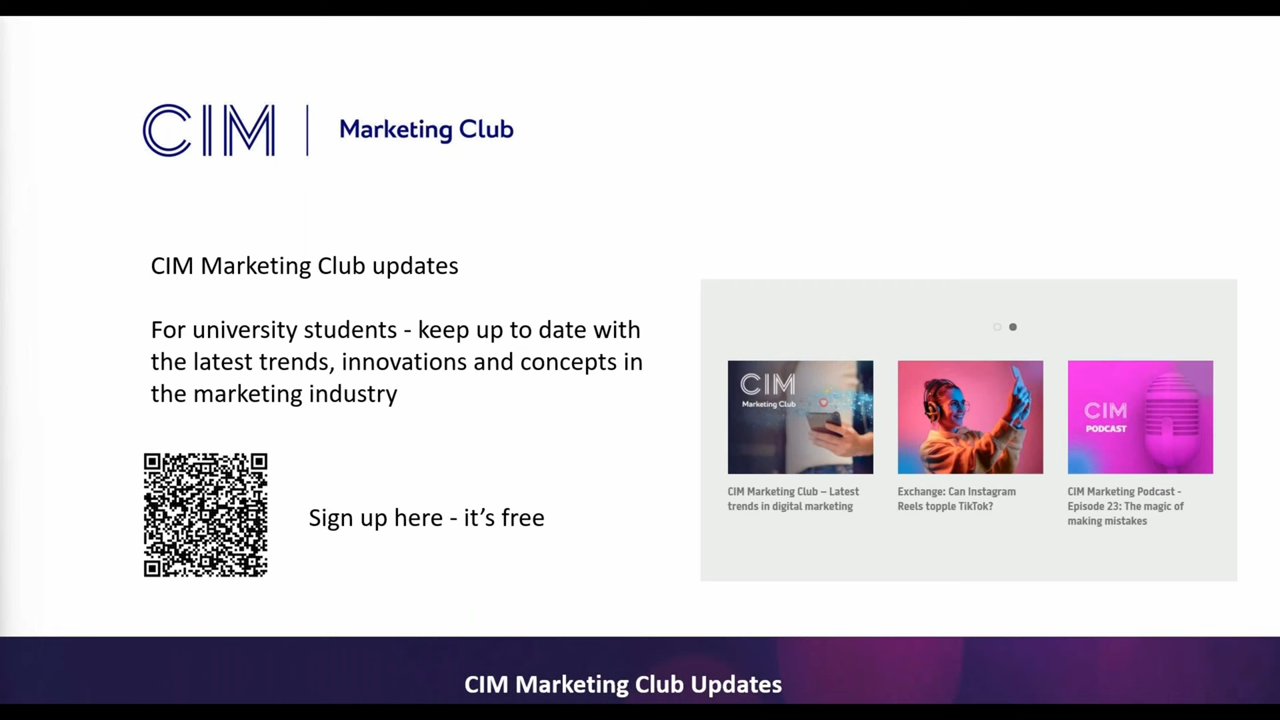 CIM | Marketing Club
CIM Marketing Club updates
For university students - keep up to date with
the latest trends, innovations and concepts in
the marketing industry
Sign up here - it’s free
CIM
Marketing Club
CIM Marketing Club – Latest
trends in digital marketing
Exchange: Can Instagram
Reels topple TikTok?
CIM
PODCAST
CIM Marketing Podcast -
Episode 23: The magic of
making mistakes
CIM Marketing Club Updates